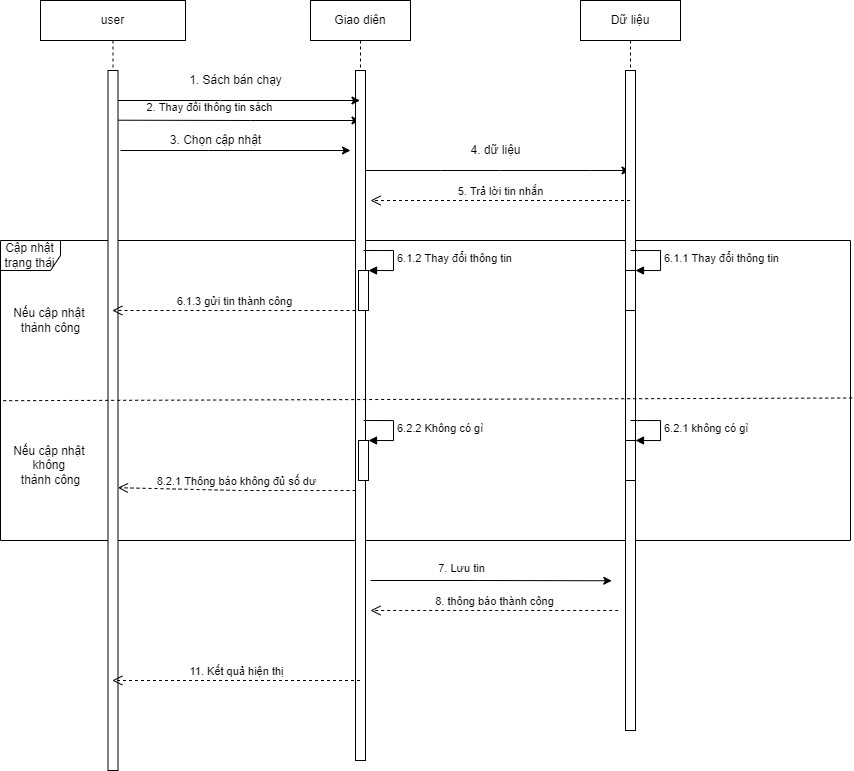 user
Giao diên
Dữ liệu
1. Sách bán chạy
2. Thay đổi thông tin sách
3. Chọn cập nhật
4. dữ liệu
5. Trả lời tin nhắn
Cập nhật
trạng thái
6.1.2 Thay đổi thông tin
6.1.1 Thay đổi thông tin
6.1.3 gửi tin thành công
Nếu cập nhật
thành công
6.2.2 Không có gì
6.2.1 không có gì
Nếu cập nhật
không
thành công
8.2.1 Thông báo không đủ số dư
7. Lưu tin
8. thông báo thành công
11. Kết quả hiện thị